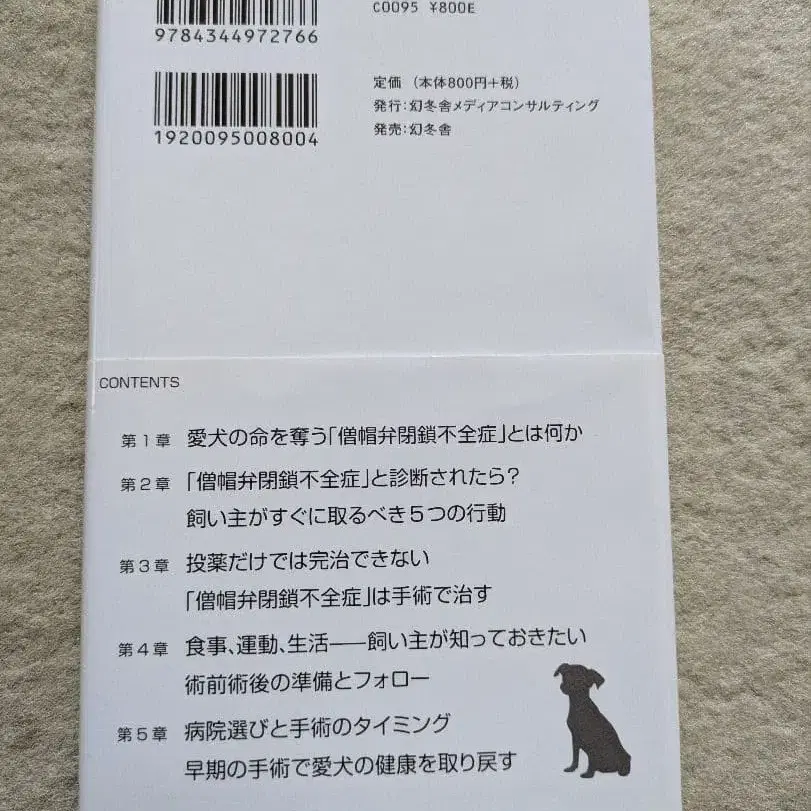 9784344972766
C0095 ¥800E
1920095008004
定価 (本体800円+税)
発行:幻冬舎メディアコンサルティング
発売:幻冬舎
CONTENTS
第1章 愛犬の命を奪う「僧帽弁閉鎖不全症」とは何か
第2章 「僧帽弁閉鎖不全症」と診断されたら?
飼い主がすぐに取るべき5つの行動
第3章 投薬だけでは完治できない
「僧帽弁閉鎖不全症」は手術で治す
第4章 食事、運動、生活――飼い主が知っておきたい
術前術後の準備とフォロー
第5章 病院選びと手術のタイミング
早期の手術で愛犬の健康を取り戻す